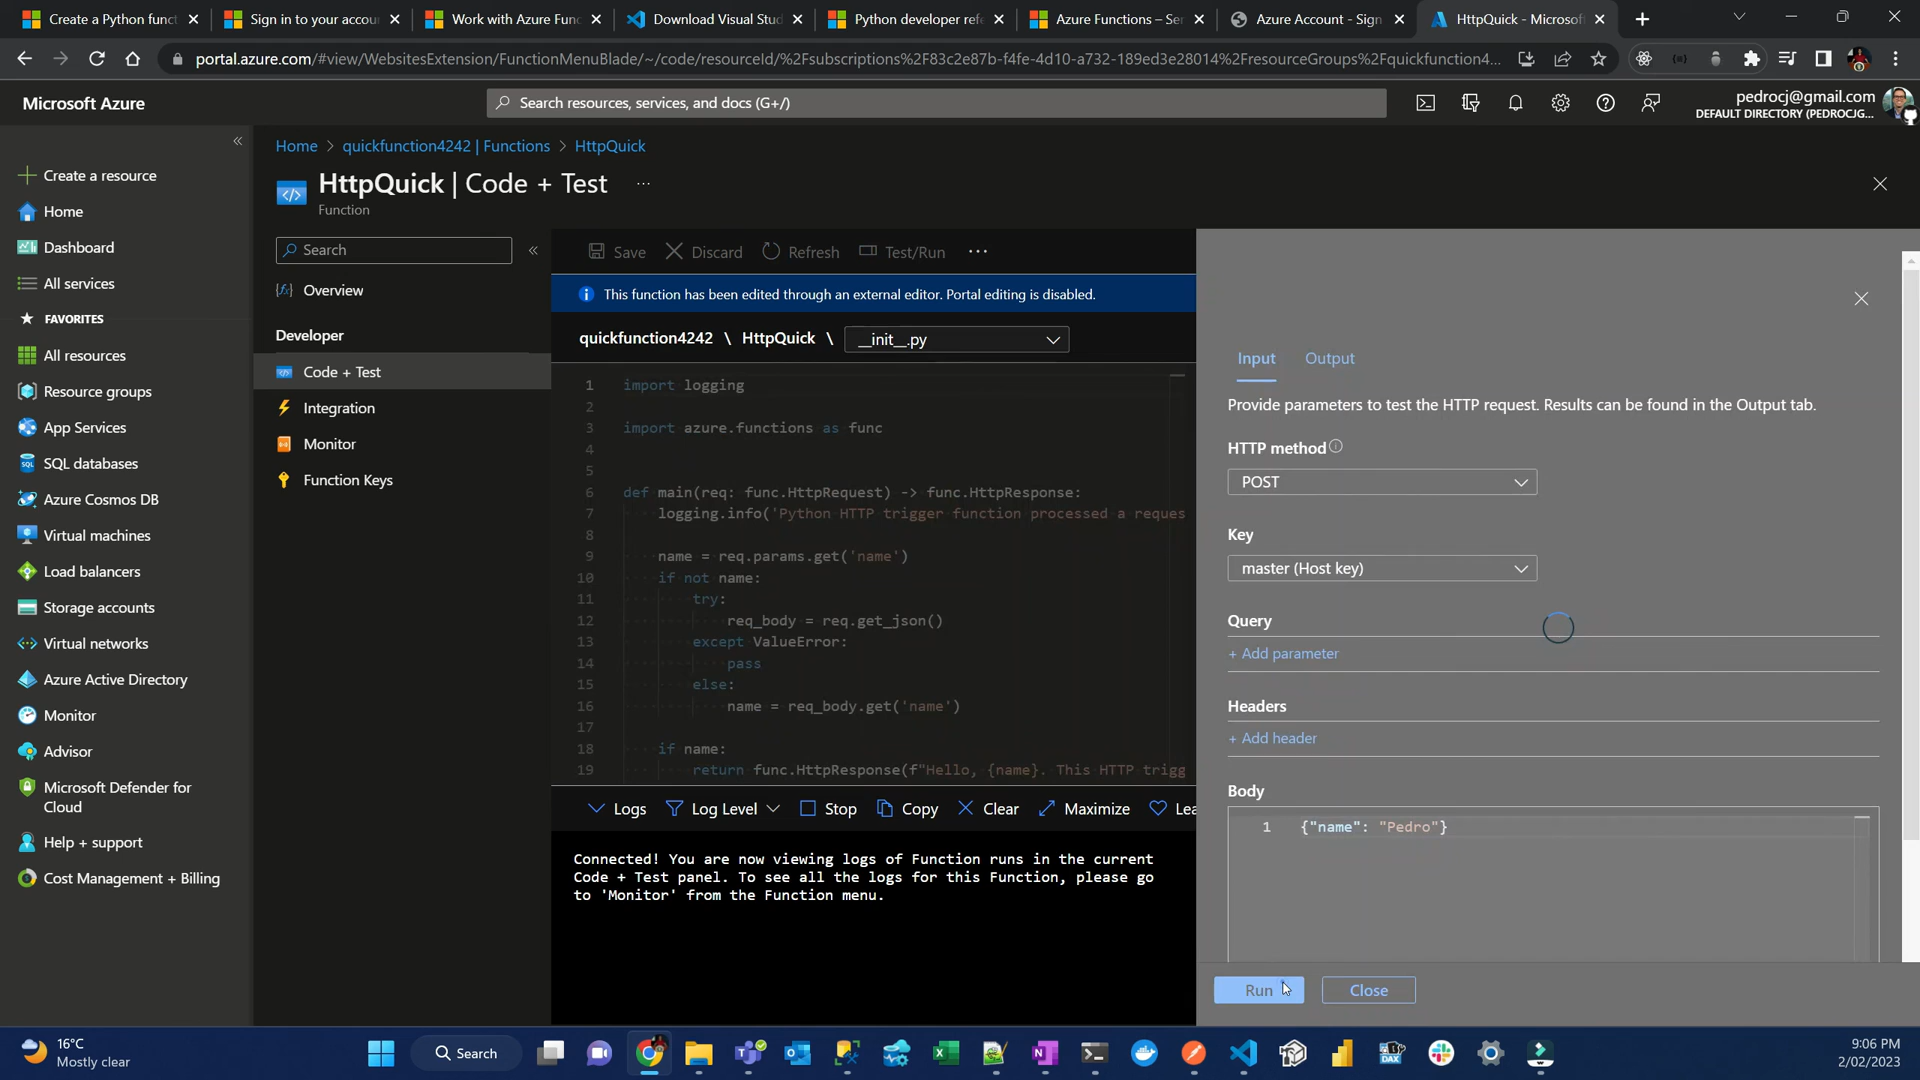 Create a Python funct
Sign in to your accou
Work with Azure Func
Download Visual Stud
Python developer refe
Azure Functions – Ser
Azure Account - Sign
HttpQuick - Microsof
portal.azure.com/#view/WebsitesExtension/FunctionMenuBlade/~/code/resourceId/%2Fsubscriptions%2F83c2e87b-f4fe-4d10-a732-189ed3e28014%2FresourceGroups%2Fquickfunction4...
Microsoft Azure
Search resources, services, and docs (G+/)
pedrocj@gmail.com
DEFAULT DIRECTORY (PEDROCJG...
Create a resource
Home
Dashboard
All services
FAVORITES
All resources
Resource groups
App Services
SQL databases
Azure Cosmos DB
Virtual machines
Load balancers
Storage accounts
Virtual networks
Azure Active Directory
Monitor
Advisor
Microsoft Defender for
Cloud
Help + support
Cost Management + Billing
Home > quickfunction4242 | Functions > HttpQuick
HttpQuick | Code + Test ...
Function
Search
Overview
Developer
Code + Test
Integration
Monitor
Function Keys
Save Discard Refresh Test/Run ...
This function has been edited through an external editor. Portal editing is disabled.
quickfunction4242 \ HttpQuick \ __init__.py
1 import logging
2
3 import azure.functions as func
4
5
6 def main(req: func.HttpRequest) -> func.HttpResponse:
7 logging.info('Python HTTP trigger function processed a reques
8
9 name = req.params.get('name')
10 if not name:
11 try:
12 req_body = req.get_json()
13 except ValueError:
14 pass
15 else:
16 name = req_body.get('name')
17
18 if name:
19 return func.HttpResponse(f"Hello, {name}. This HTTP trigg
Logs Log Level Stop Copy Clear Maximize Lea
Connected! You are now viewing logs of Function runs in the current
Code + Test panel. To see all the logs for this Function, please go
to 'Monitor' from the Function menu.
Input Output
Provide parameters to test the HTTP request. Results can be found in the Output tab.
HTTP method
POST
Key
master (Host key)
Query
+ Add parameter
Headers
+ Add header
Body
1 {"name": "Pedro"}
Run Close
16°C
Mostly clear
Search
DAX
9:06 PM
2/02/2023